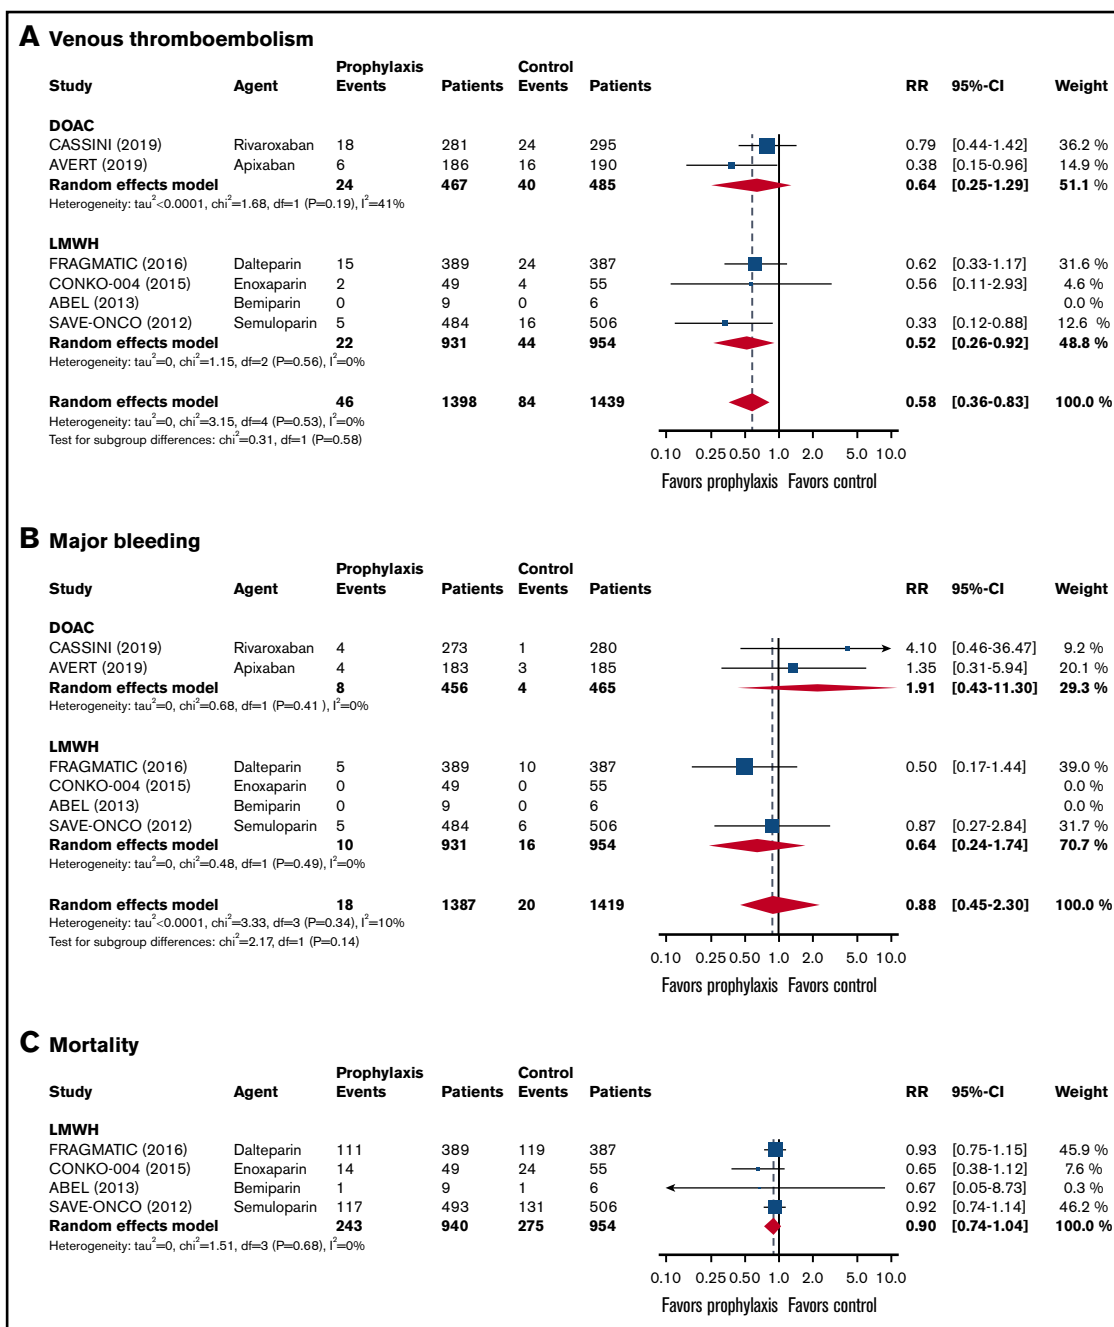 A Venous thromboembolism
Prophylaxis Control
Study Agent Events Patients Events Patients RR 95%-CI Weight
DOAC
CASSINI (2019) Rivaroxaban 18 281 24 295 0.79 [0.44-1.42] 36.2 %
AVERT (2019) Apixaban 6 186 16 190 0.38 [0.15-0.96] 14.9 %
Random effects model 24 467 40 485 0.64 [0.25-1.29] 51.1 %
Heterogeneity: tau²<0.0001, chi²=1.68, df=1 (P=0.19), I²=41%
LMWH
FRAGMATIC (2016) Dalteparin 15 389 24 387 0.62 [0.33-1.17] 31.6 %
CONKO-004 (2015) Enoxaparin 2 49 4 55 0.56 [0.11-2.93] 4.6 %
ABEL (2013) Bemiparin 0 9 0 6 0.0 %
SAVE-ONCO (2012) Semuloparin 5 484 16 506 0.33 [0.12-0.88] 12.6 %
Random effects model 22 931 44 954 0.52 [0.26-0.92] 48.8 %
Heterogeneity: tau²=0, chi²=1.15, df=2 (P=0.56), I²=0%
Random effects model 46 1398 84 1439 0.58 [0.36-0.83] 100.0 %
Heterogeneity: tau²=0, chi²=3.15, df=4 (P=0.53), I²=0%
Test for subgroup differences: chi²=0.31, df=1 (P=0.58)
0.10 0.25 0.50 1.0 2.0 5.0 10.0
Favors prophylaxis Favors control
B Major bleeding
Prophylaxis Control
Study Agent Events Patients Events Patients RR 95%-CI Weight
DOAC
CASSINI (2019) Rivaroxaban 4 273 1 280 4.10 [0.46-36.47] 9.2 %
AVERT (2019) Apixaban 4 183 3 185 1.35 [0.31-5.94] 20.1 %
Random effects model 8 456 4 465 1.91 [0.43-11.30] 29.3 %
Heterogeneity: tau²=0, chi²=0.68, df=1 (P=0.41 ), I²=0%
LMWH
FRAGMATIC (2016) Dalteparin 5 389 10 387 0.50 [0.17-1.44] 39.0 %
CONKO-004 (2015) Enoxaparin 0 49 0 55 0.0 %
ABEL (2013) Bemiparin 0 9 0 6 0.0 %
SAVE-ONCO (2012) Semuloparin 5 484 6 506 0.87 [0.27-2.84] 31.7 %
Random effects model 10 931 16 954 0.64 [0.24-1.74] 70.7 %
Heterogeneity: tau²=0, chi²=0.48, df=1 (P=0.49), I²=0%
Random effects model 18 1387 20 1419 0.88 [0.45-2.30] 100.0 %
Heterogeneity: tau²<0.0001, chi²=3.33, df=3 (P=0.34), I²=10%
Test for subgroup differences: chi²=2.17, df=1 (P=0.14)
0.10 0.25 0.50 1.0 2.0 5.0 10.0
Favors prophylaxis Favors control
C Mortality
Prophylaxis Control
Study Agent Events Patients Events Patients RR 95%-CI Weight
LMWH
FRAGMATIC (2016) Dalteparin 111 389 119 387 0.93 [0.75-1.15] 45.9 %
CONKO-004 (2015) Enoxaparin 14 49 24 55 0.65 [0.38-1.12] 7.6 %
ABEL (2013) Bemiparin 1 9 1 6 0.67 [0.05-8.73] 0.3 %
SAVE-ONCO (2012) Semuloparin 117 493 131 506 0.92 [0.74-1.14] 46.2 %
Random effects model 243 940 275 954 0.90 [0.74-1.04] 100.0 %
Heterogeneity: tau²=0, chi²=1.51, df=3 (P=0.68), I²=0%
0.10 0.25 0.50 1.0 2.0 5.0 10.0
Favors prophylaxis Favors control